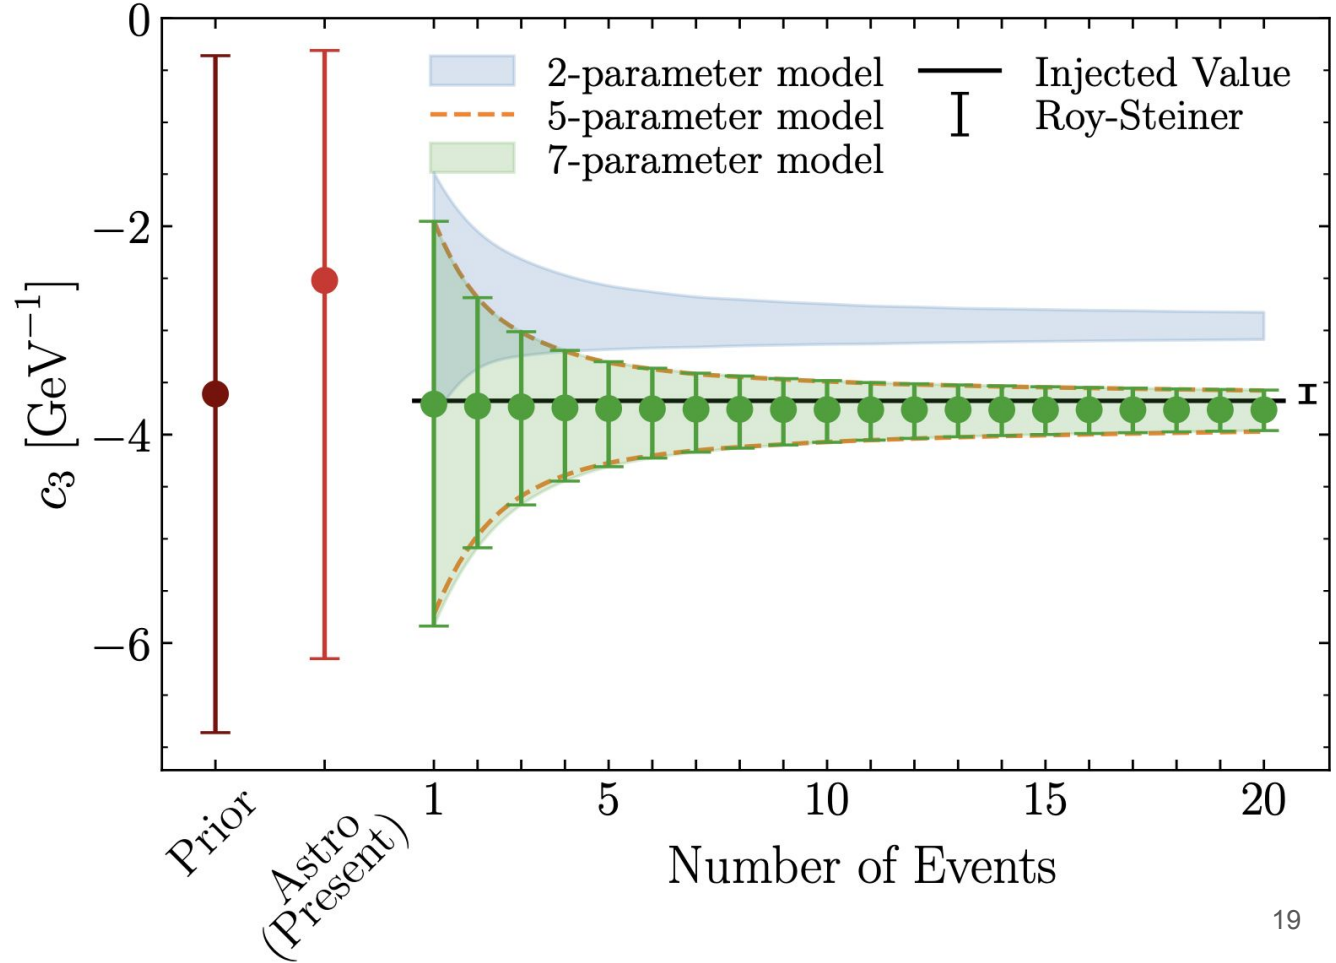 0
−2
−4
−6
c₃ [GeV⁻¹]
2-parameter model
5-parameter model
7-parameter model
Injected Value
Roy-Steiner
Prior
Astro
(Present)
1
5
10
15
20
Number of Events
19